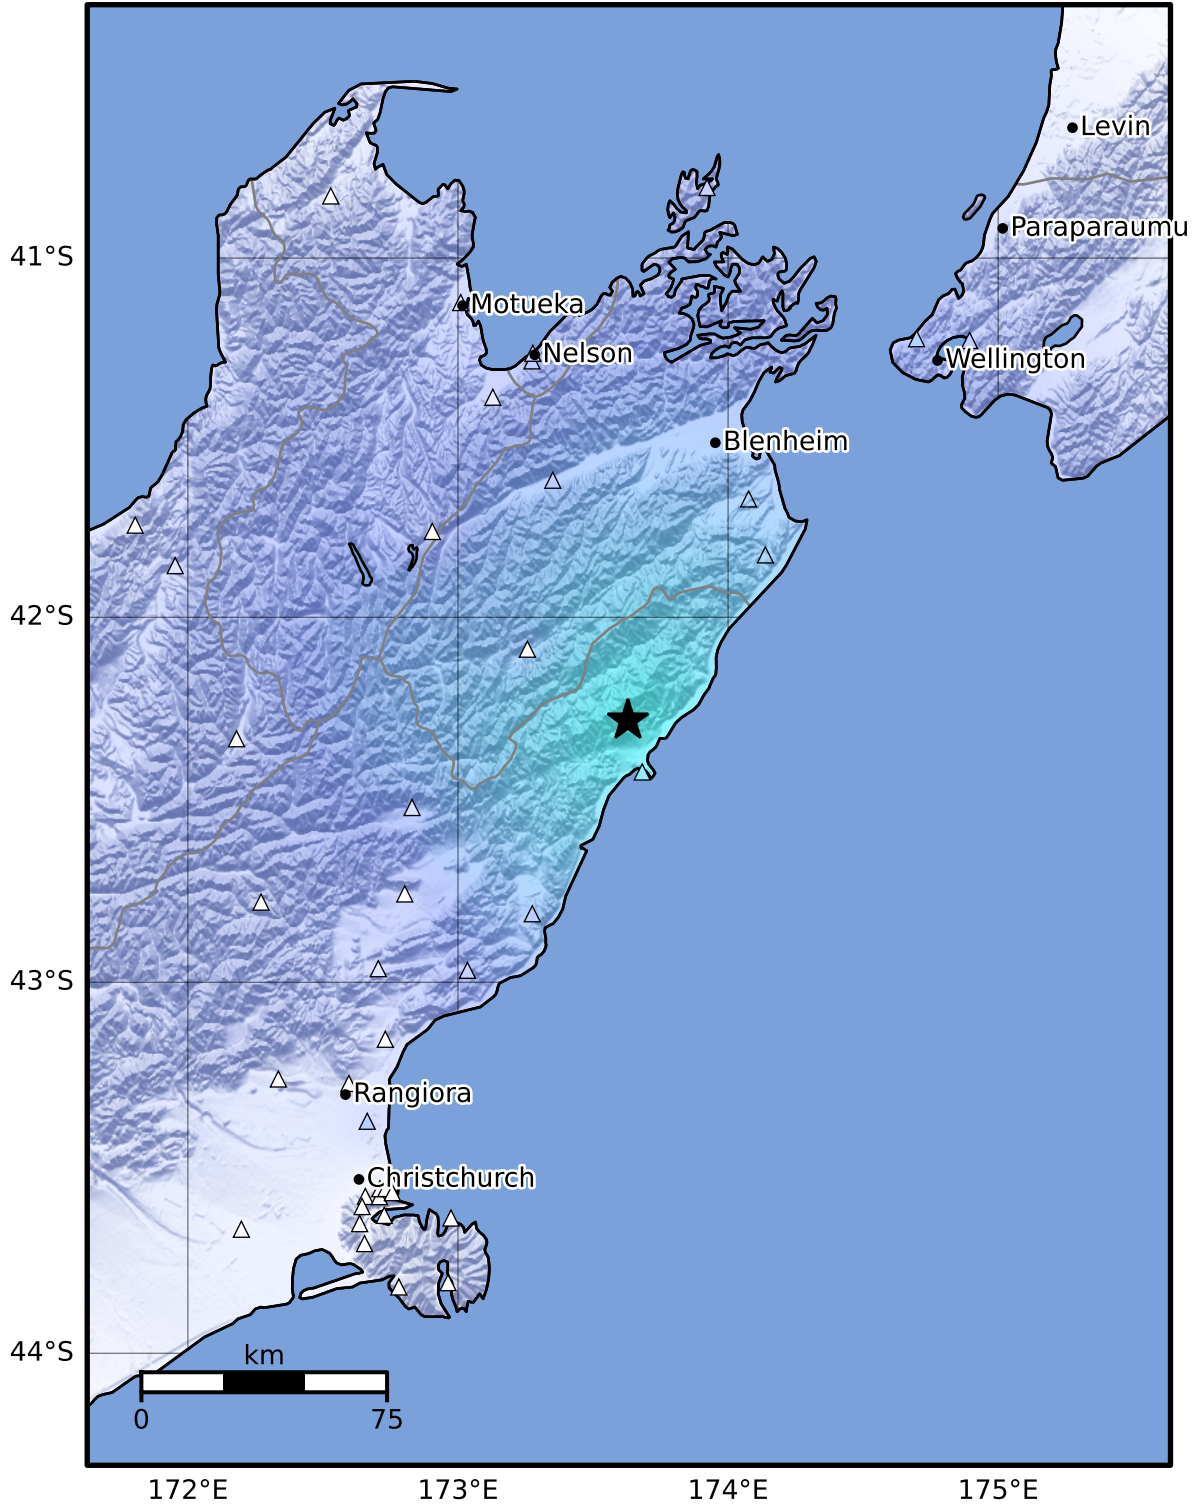 Levin
Paraparaumu
41°S
Motueka
Nelson
Wellington
Blenheim
42°S
43°S
Rangiora
Christchurch
44°S
km
0
75
172°E
173°E
174°E
175°E